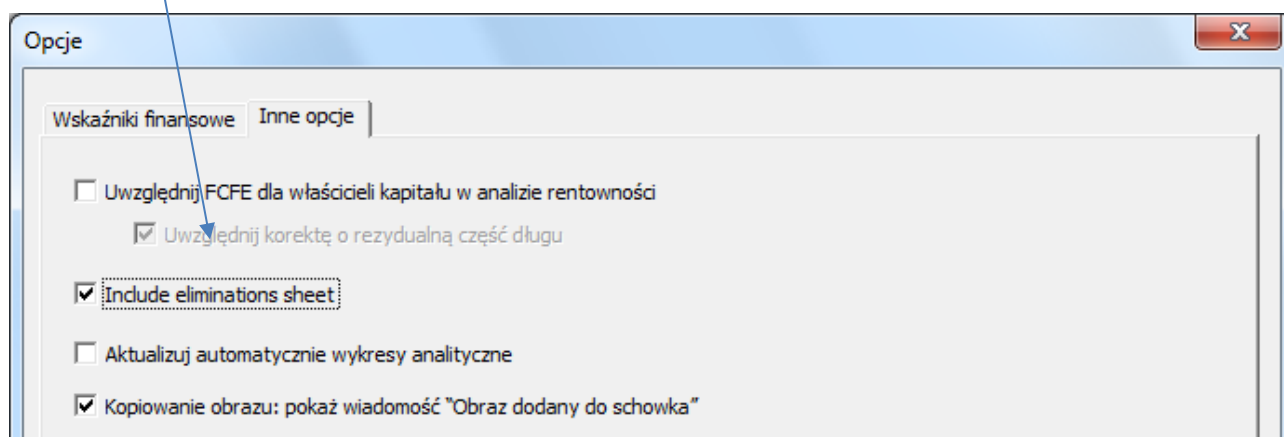 Opcje
Wskaźniki finansowe Inne opcje
Uwzględnij FCFE dla właścicieli kapitału w analizie rentowności
Uwzględnij korektę o rezydualną część długu
Include eliminations sheet
Aktualizuj automatycznie wykresy analityczne
Kopiowanie obrazu: pokaż wiadomość "Obraz dodany do schowka"